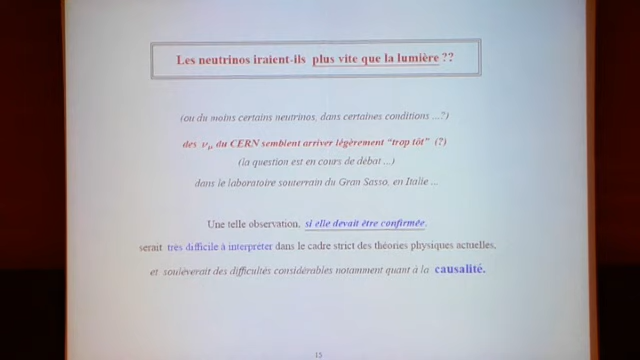 Les neutrinos iraient-ils plus vite que la lumière ??
(ou du moins certains neutrinos, dans certaines conditions ...?)
des νμ du CERN semblent arriver légèrement "trop tôt" (?)
(la question est en cours de débat ...)
dans le laboratoire souterrain du Gran Sasso, en Italie ...
Une telle observation, si elle devait être confirmée,
serait très difficile à interpréter dans le cadre strict des théories physiques actuelles,
et soulèverait des difficultés considérables notamment quant à la causalité.
15